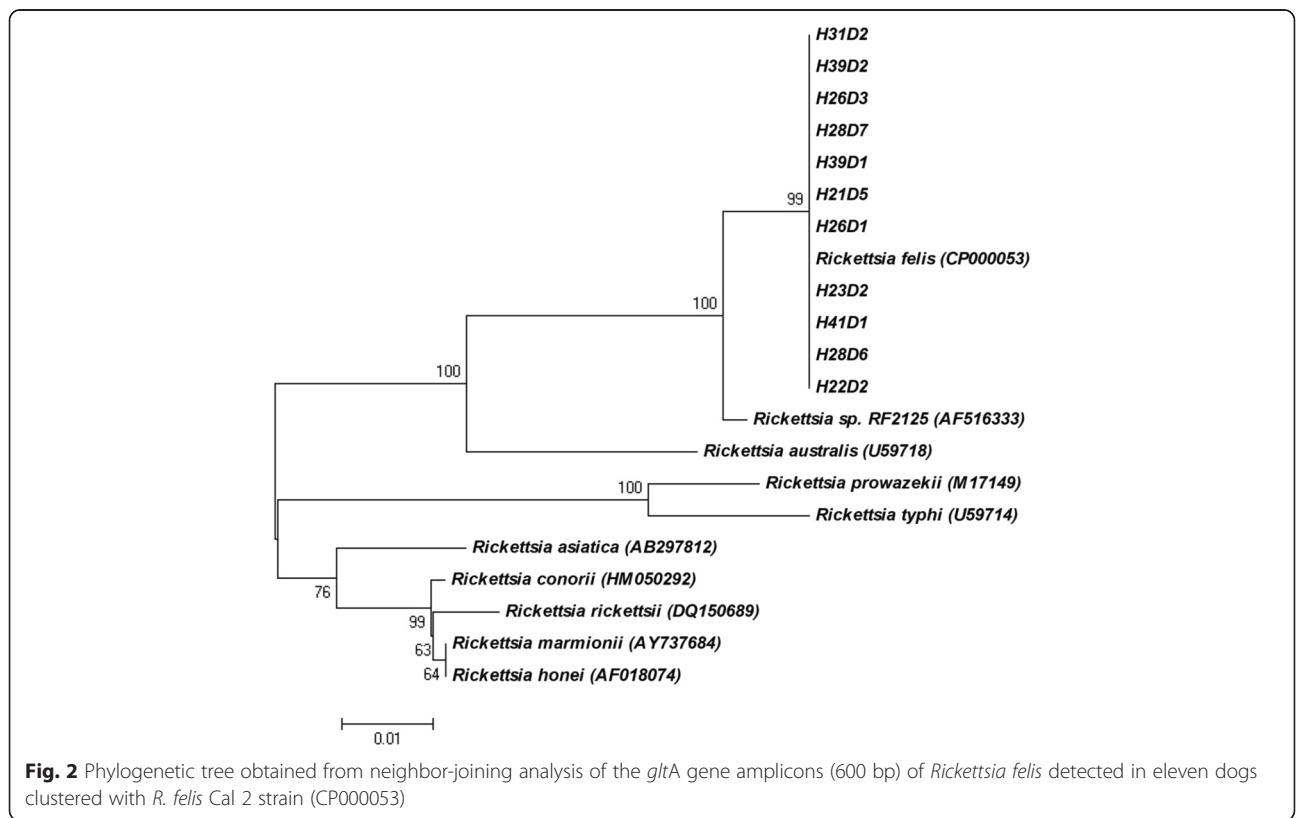 H31D2
H39D2
H26D3
H28D7
H39D1
H21D5
99
H26D1
Rickettsia felis (CP000053)
H23D2
100
H41D1
H28D6
100
H22D2
Rickettsia sp. RF2125 (AF516333)
Rickettsia australis (U59718)
100
Rickettsia prowazekii (M17149)
Rickettsia typhi (U59714)
Rickettsia asiatica (AB297812)
76
Rickettsia conorii (HM050292)
99
Rickettsia rickettsii (DQ150689)
63
Rickettsia marmionii (AY737684)
64
Rickettsia honei (AF018074)
0.01
Fig. 2 Phylogenetic tree obtained from neighbor-joining analysis of the gltA gene amplicons (600 bp) of Rickettsia felis detected in eleven dogs
clustered with R. felis Cal 2 strain (CP000053)